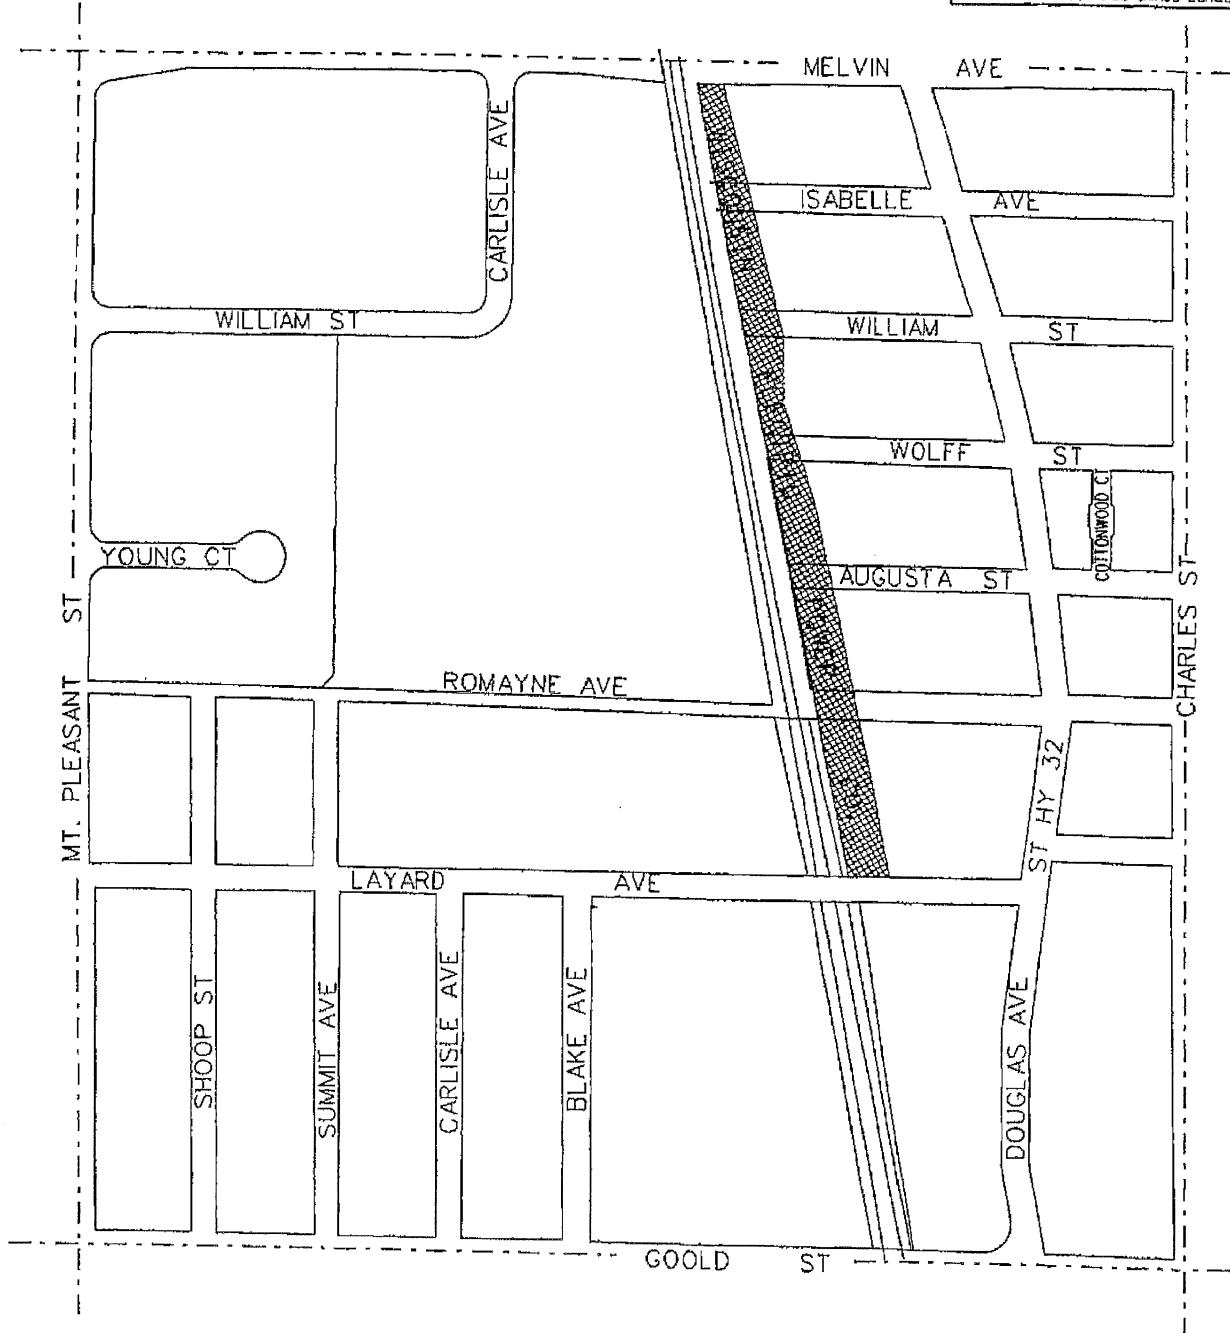 MELVIN AVE
CARLISLE AVE
ISABELLE AVE
WILLIAM ST
WILLIAM ST
WOLFF ST
COTTONWOOD CT
YOUNG CT
AUGUSTA ST
MT. PLEASANT ST
CHARLES ST
ROMAYNE AVE
ST HY 32
LAYARD AVE
SHOOP ST
SUMMIT AVE
CARLISLE AVE
BLAKE AVE
DOUGLAS AVE
GOOLD ST